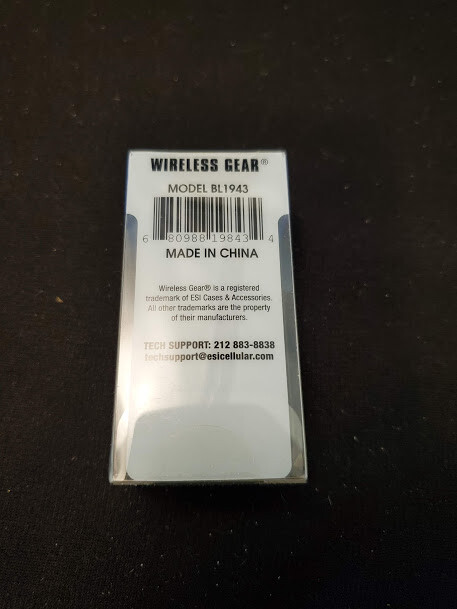 WIRELESS GEAR®
MODEL BL1943
6 80988 19843 4
MADE IN CHINA
Wireless Gear® is a registered
trademark of ESI Cases & Accessories.
All other trademarks are the property
of their manufacturers.
TECH SUPPORT: 212 883-8838
techsupport@esicellular.com